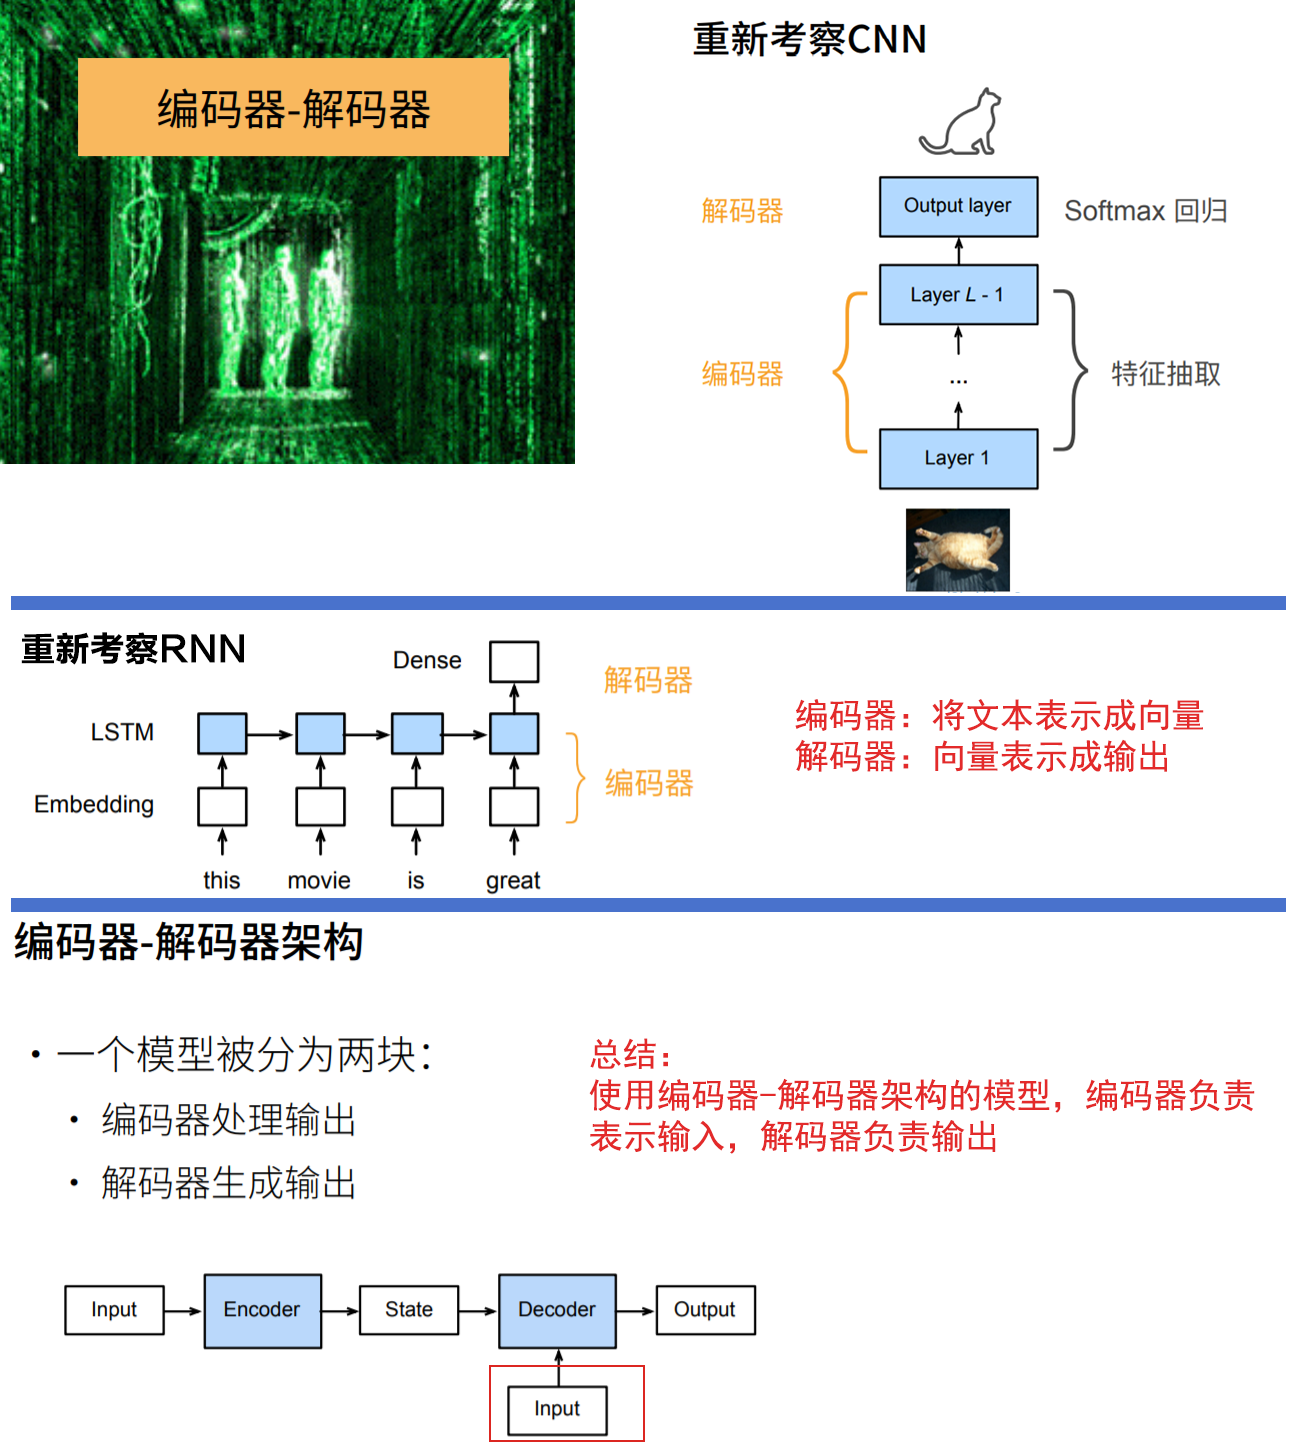 编码器-解码器
重新考察CNN
解码器
Output layer
Softmax 回归
Layer L - 1
编码器
...
特征抽取
Layer 1
重新考察RNN
Dense
解码器
LSTM
编码器
Embedding
this movie is great
编码器：将文本表示成向量
解码器：向量表示成输出
编码器-解码器架构
• 一个模型被分为两块：
• 编码器处理输出
• 解码器生成输出
总结：
使用编码器-解码器架构的模型，编码器负责
表示输入，解码器负责输出
Input
Encoder
State
Decoder
Output
Input